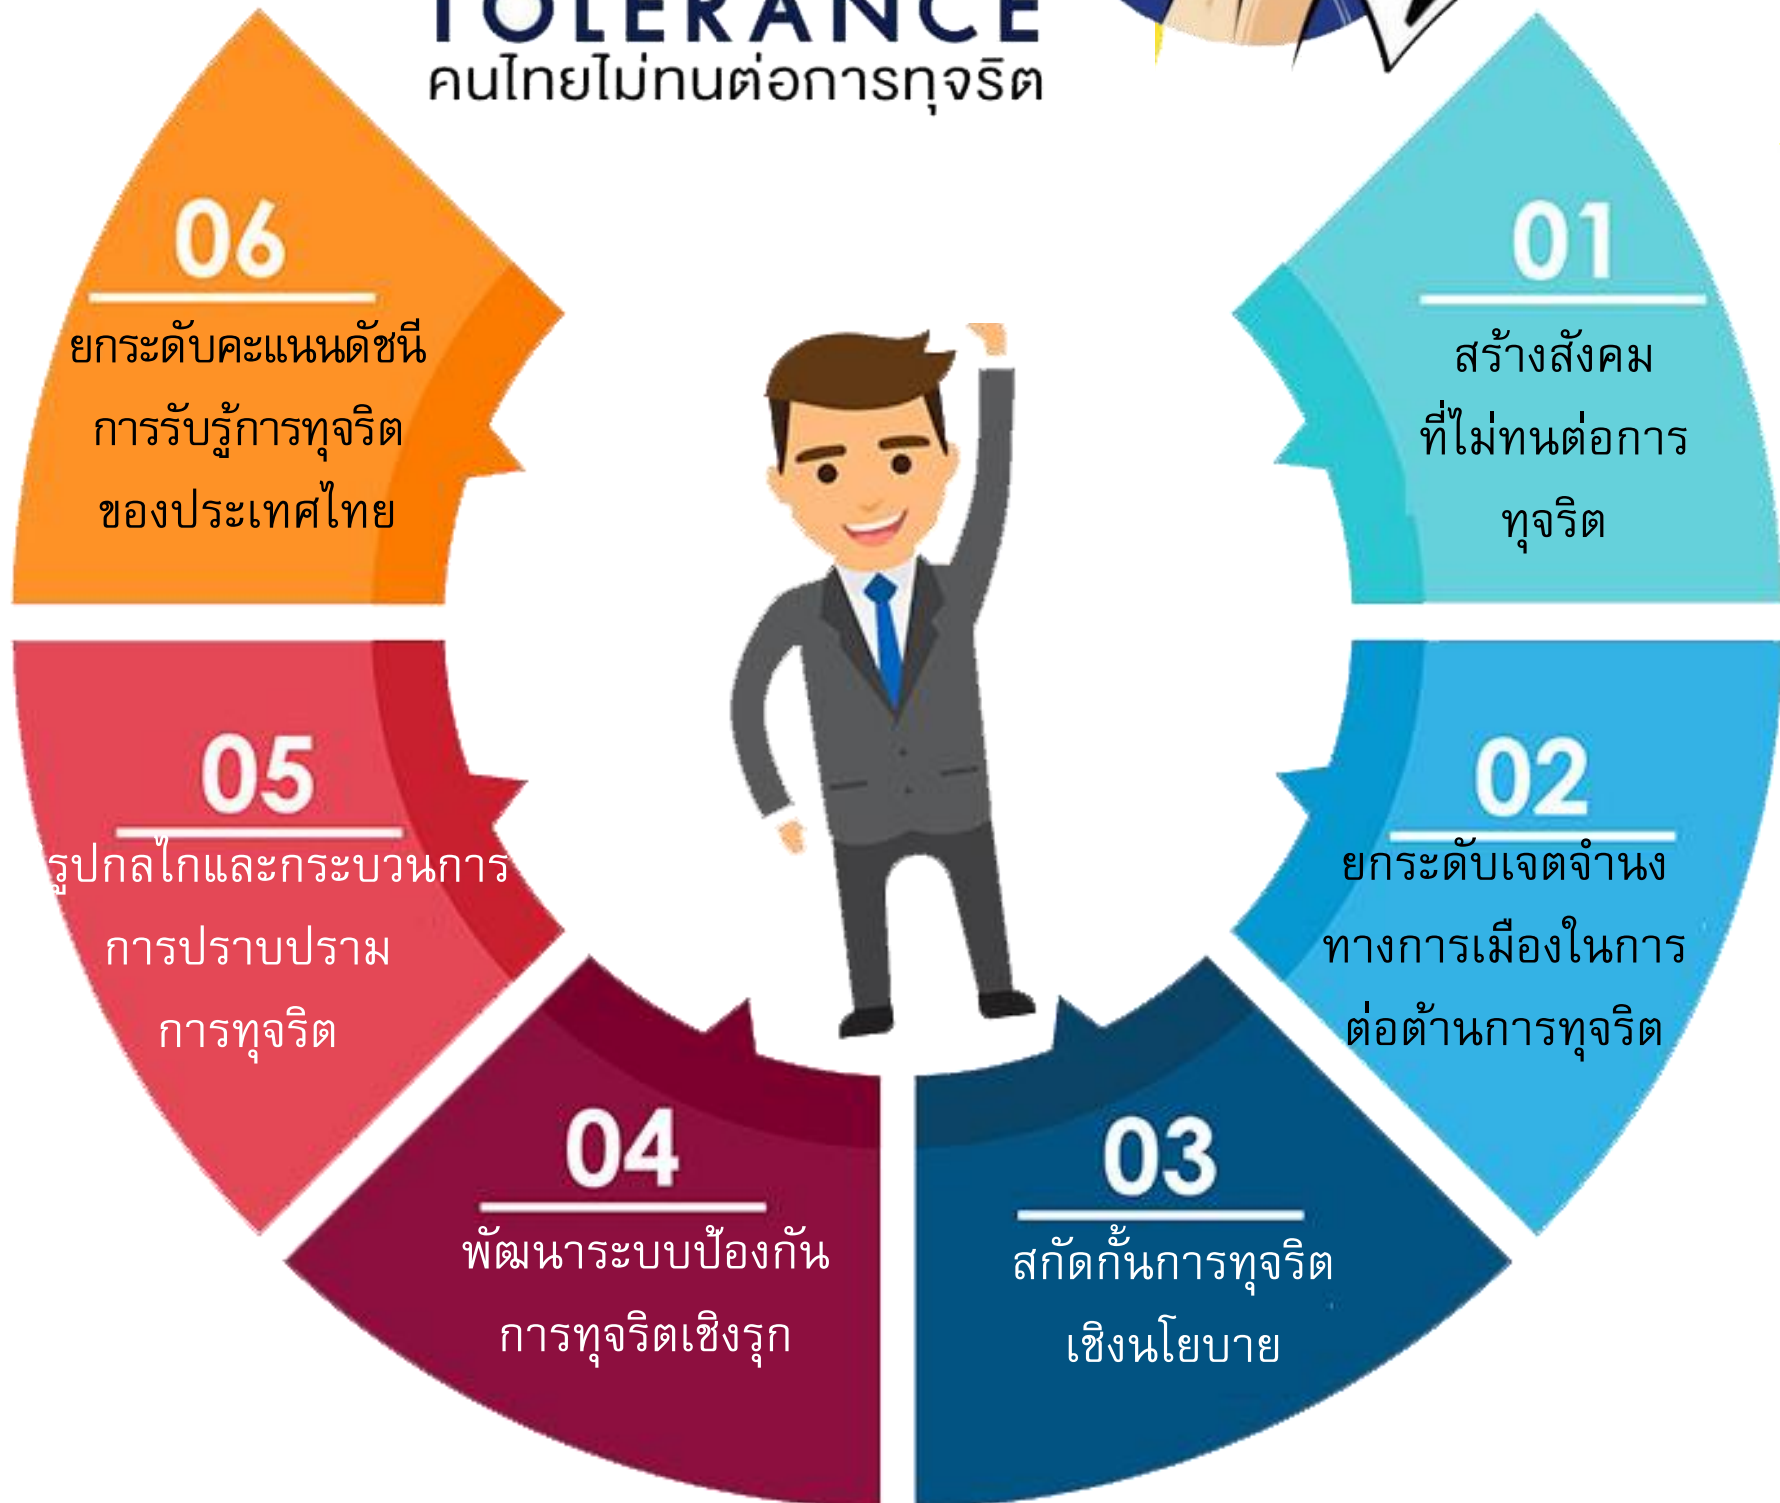 TOLERANCE
คนไทยไม่ทนต่อการทุจริต
01
สร้างสังคม
ที่ไม่ทนต่อการ
ทุจริต
02
ยกระดับเจตจำนง
ทางการเมืองในการ
ต่อต้านการทุจริต
03
สกัดกั้นการทุจริต
เชิงนโยบาย
04
พัฒนาระบบป้องกัน
การทุจริตเชิงรุก
05
รูปกลไกและกระบวนการ
การปราบปราม
การทุจริต
06
ยกระดับคะแนนดัชนี
การรับรู้การทุจริต
ของประเทศไทย